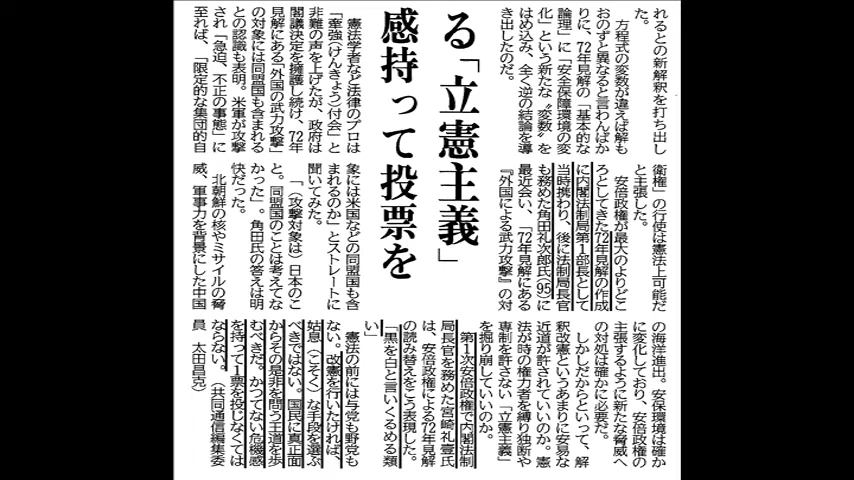 る「立憲主義」
感持って投票を
れるとの新解釈を打ち出し
た。
方程式の変数が違えば解も
おのずと異なると言わんばか
りに、72年見解の「基本的な
論理」に「安全保障環境の変
化」という新たな〝変数〟を
はめ込み、全く逆の結論を導
き出したのだ。
憲法学者など法律のプロは
「牽強(けんきょう)付会」と
非難の声を上げたが、政府は
閣議決定を擁護し続け、72年
見解にある「外国の武力攻撃」
の対象には同盟国も含まれる
との認識も表明。米軍が攻撃
され「急迫、不正の事態」に
至れば、「限定的な集団的自
衛権」の行使は憲法上可能だ
と主張した。
安倍政権が最大のよりどこ
ろとしてきた72年見解の作成
に内閣法制局第1部長として
当時携わり、後に法制局長官
も務めた角田礼次郎氏(95)に
最近会い、「72年見解にある
『外国による武力攻撃』の対
象には米国などの同盟国も含
まれるのか」とストレートに
聞いてみた。
「(攻撃対象は)日本のこ
と。同盟国のことは考えてな
かった」。角田氏の答えは明
快だった。
北朝鮮の核やミサイルの脅
威、軍事力を背景にした中国
の海洋進出。安保環境は確か
に変化しており、安倍政権の
主張するように新たな脅威へ
の対処は確かに必要だ。
しかしだからといって、解
釈改憲というあまりに安易な
近道が許されていいのか。憲
法が時の権力者を縛り独断や
専制を許さない「立憲主義」
を掘り崩していいのか。
第1次安倍政権で内閣法制
局長官を務めた宮崎礼壹氏
は、安倍政権による72年見解
の読み替えをこう表現した。
「黒を白と言いくるめる類
い」
憲法の前には与党も野党も
ない。改憲を行いたければ、
姑息(こそく)な手段を選ぶ
べきではない。国民に真正面
からその是非を問う王道を歩
むべきだ。かつてない危機感
を持って1票を投じなくては
ならない。(共同通信編集委
員 太田昌克)